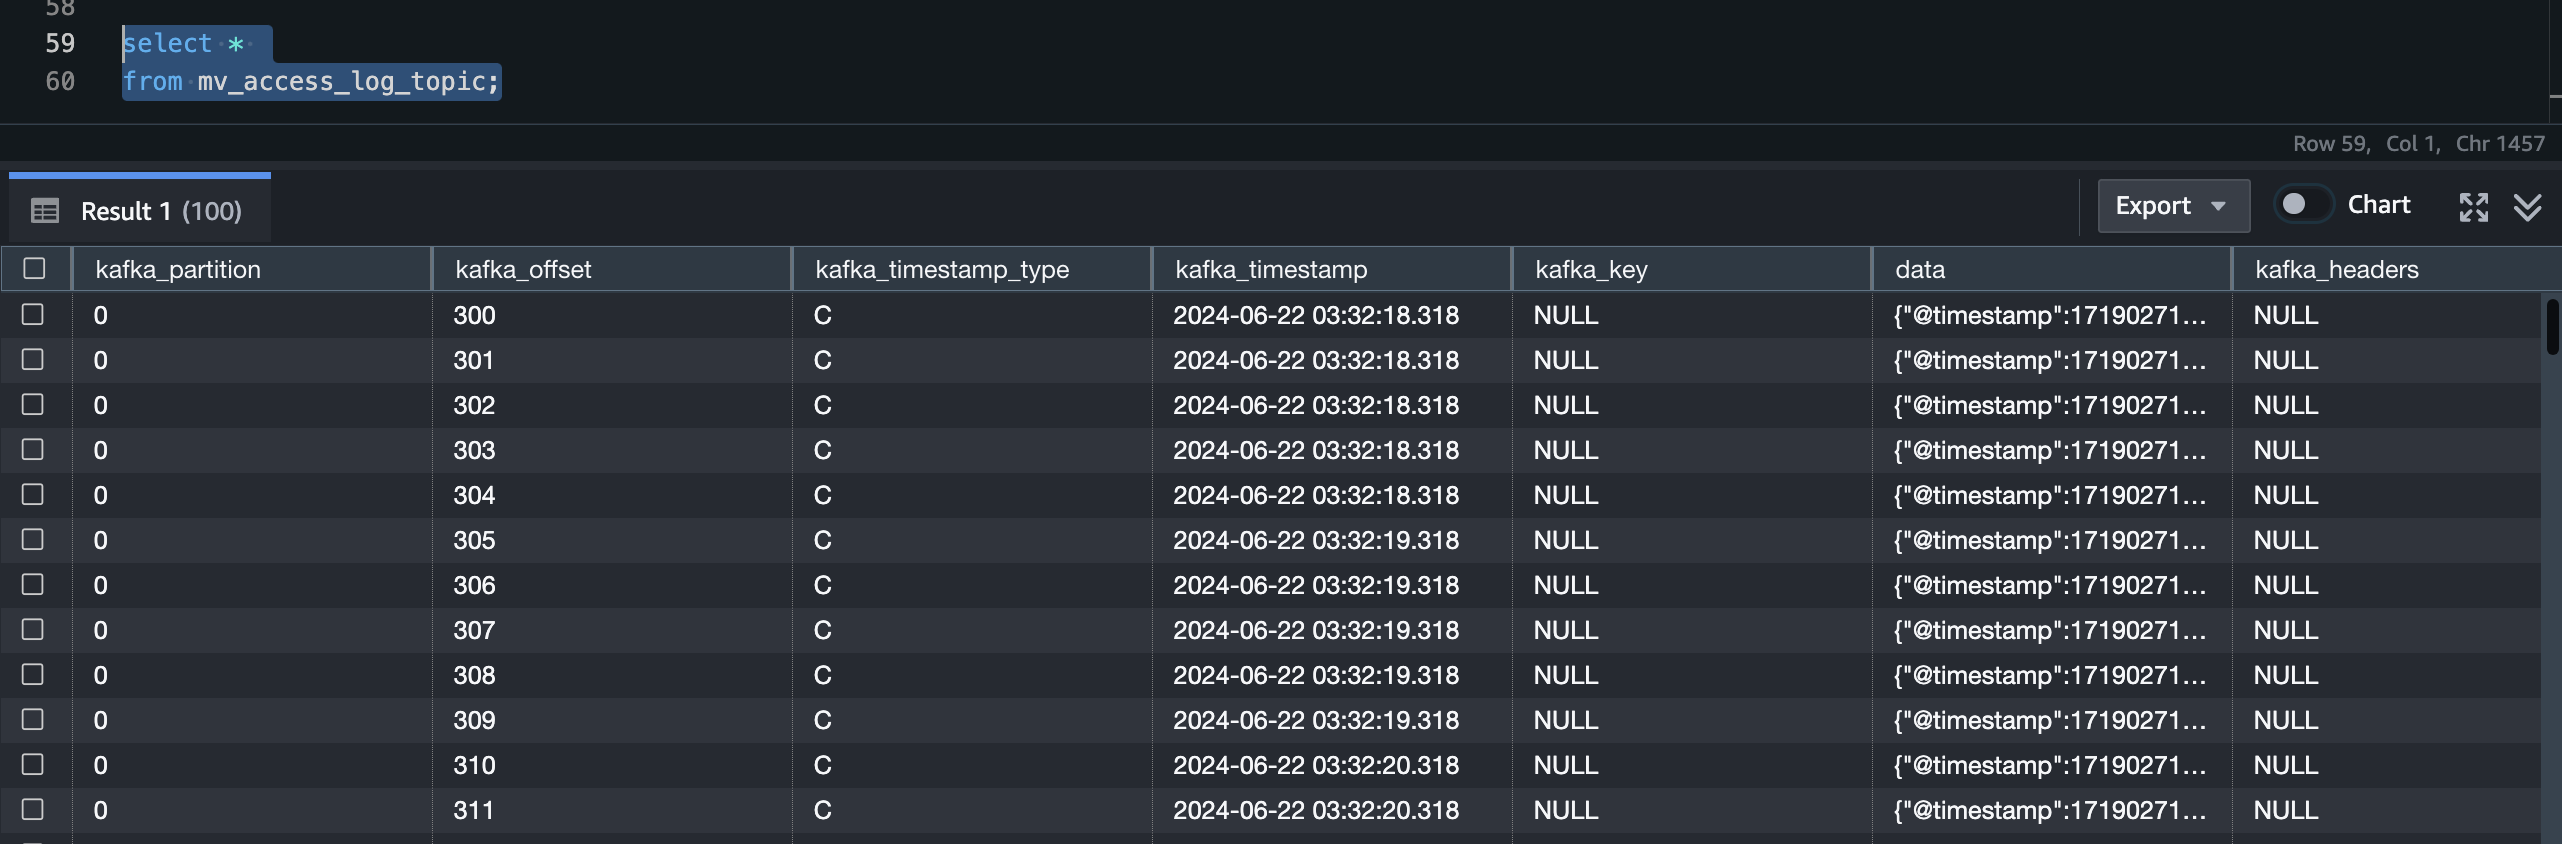 58
59 select *
60 from mv_access_log_topic;
Row 59, Col 1, Chr 1457
Result 1 (100) Export Chart
kafka_partition kafka_offset kafka_timestamp_type kafka_timestamp kafka_key data kafka_headers
0 300 C 2024-06-22 03:32:18.318 NULL {"@timestamp":17190271... NULL
0 301 C 2024-06-22 03:32:18.318 NULL {"@timestamp":17190271... NULL
0 302 C 2024-06-22 03:32:18.318 NULL {"@timestamp":17190271... NULL
0 303 C 2024-06-22 03:32:18.318 NULL {"@timestamp":17190271... NULL
0 304 C 2024-06-22 03:32:18.318 NULL {"@timestamp":17190271... NULL
0 305 C 2024-06-22 03:32:19.318 NULL {"@timestamp":17190271... NULL
0 306 C 2024-06-22 03:32:19.318 NULL {"@timestamp":17190271... NULL
0 307 C 2024-06-22 03:32:19.318 NULL {"@timestamp":17190271... NULL
0 308 C 2024-06-22 03:32:19.318 NULL {"@timestamp":17190271... NULL
0 309 C 2024-06-22 03:32:19.318 NULL {"@timestamp":17190271... NULL
0 310 C 2024-06-22 03:32:20.318 NULL {"@timestamp":17190271... NULL
0 311 C 2024-06-22 03:32:20.318 NULL {"@timestamp":17190271... NULL